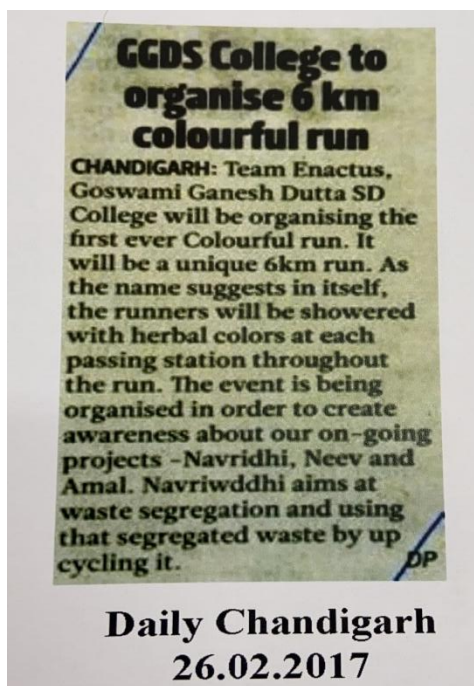 GGDS College to
organise 6 km
colourful run
CHANDIGARH: Team Enactus,
Goswami Ganesh Dutta SD
College will be organising the
first ever Colourful run. It
will be a unique 6km run. As
the name suggests in itself,
the runners will be showered
with herbal colors at each
passing station throughout
the run. The event is being
organised in order to create
awareness about our on-going
projects -Navridhi, Neev and
Amal. Navriwddhi aims at
waste segregation and using
that segregated waste by up
cycling it.
DP
Daily Chandigarh
26.02.2017